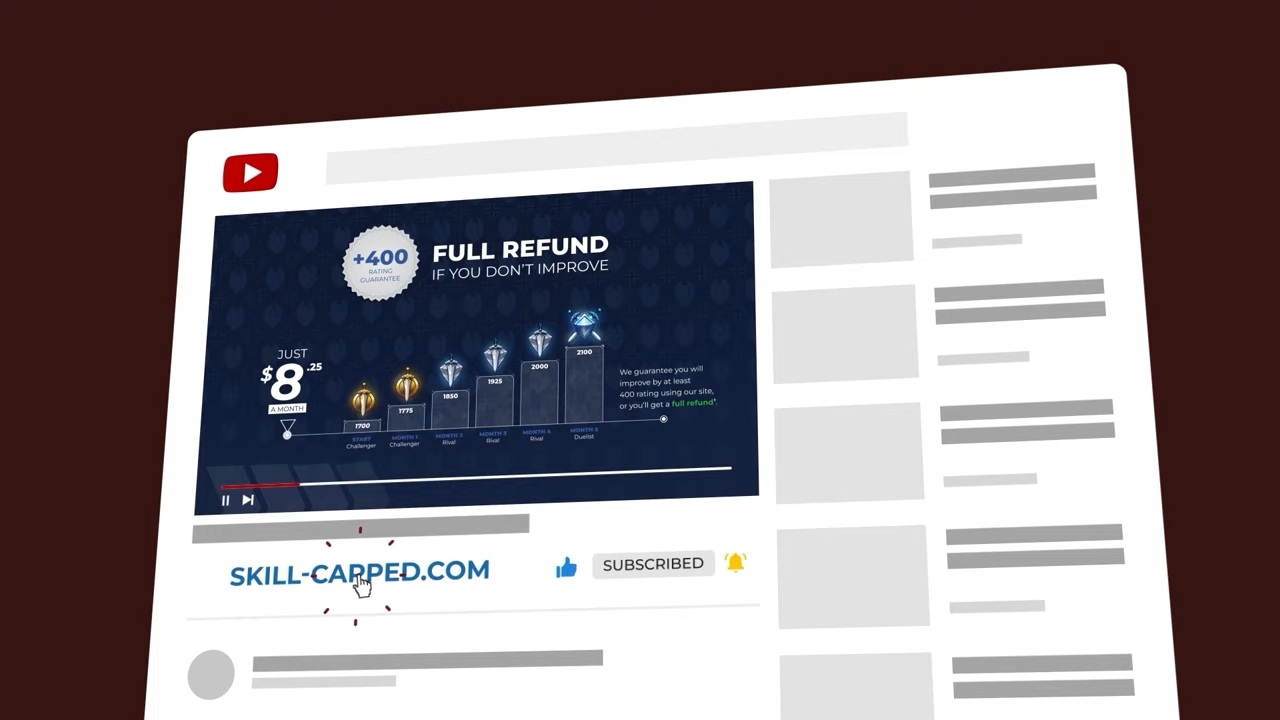 +400
RATING
GUARANTEE
FULL REFUND
IF YOU DON'T IMPROVE
JUST
$8.25
A MONTH
1700
1775
1850
1925
2000
2100
START
Challenger
MONTH 1
Challenger
MONTH 2
Rival
MONTH 3
Rival
MONTH 4
Rival
Duelist
We guarantee you will
improve by at least
400 rating using our site,
or you'll get a full refund*.
SKILL-CAPPED.COM
SUBSCRIBED